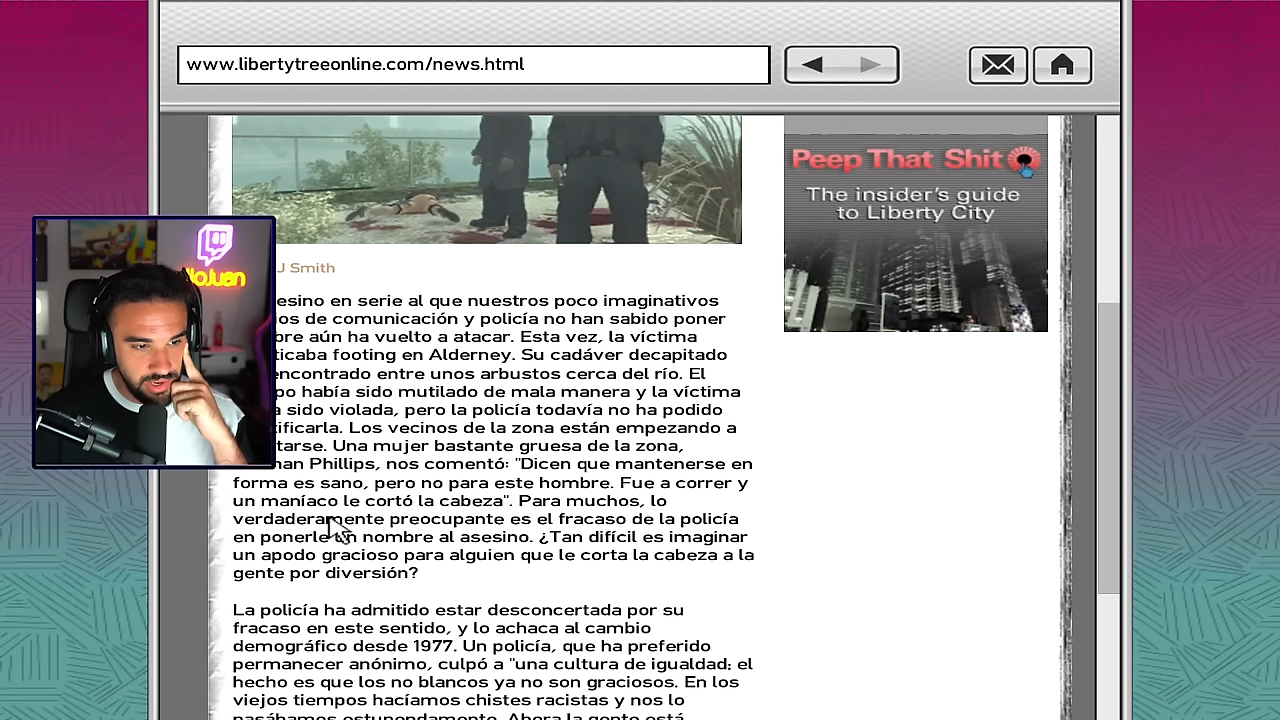 www.libertytreeonline.com/news.html
Peep That Shit
The insider's guide
to Liberty City
J Smith
esino en serie al que nuestros poco imaginativos
os de comunicación y policía no han sabido poner
bre aún ha vuelto a atacar. Esta vez, la víctima
ticaba footing en Alderney. Su cadáver decapitado
encontrado entre unos arbustos cerca del río. El
po había sido mutilado de mala manera y la víctima
a sido violada, pero la policía todavía no ha podido
tificarla. Los vecinos de la zona están empezando a
tarse. Una mujer bastante gruesa de la zona,
nan Phillips, nos comentó: "Dicen que mantenerse en
forma es sano, pero no para este hombre. Fue a correr y
un maníaco le cortó la cabeza". Para muchos, lo
verdaderamente preocupante es el fracaso de la policía
en ponerle un nombre al asesino. ¿Tan difícil es imaginar
un apodo gracioso para alguien que le corta la cabeza a la
gente por diversión?
La policía ha admitido estar desconcertada por su
fracaso en este sentido, y lo achaca al cambio
demográfico desde 1977. Un policía, que ha preferido
permanecer anónimo, culpó a "una cultura de igualdad; el
hecho es que los no blancos ya no son graciosos. En los
viejos tiempos hacíamos chistes racistas y nos lo
pasábamos estupendamente. Ahora la gente está
lloJuan